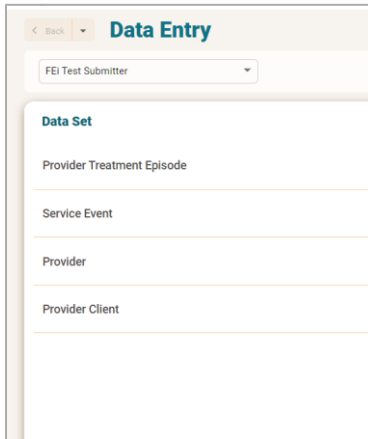 Back
Data Entry
FEi Test Submitter
Data Set
Provider Treatment Episode
Service Event
Provider
Provider Client